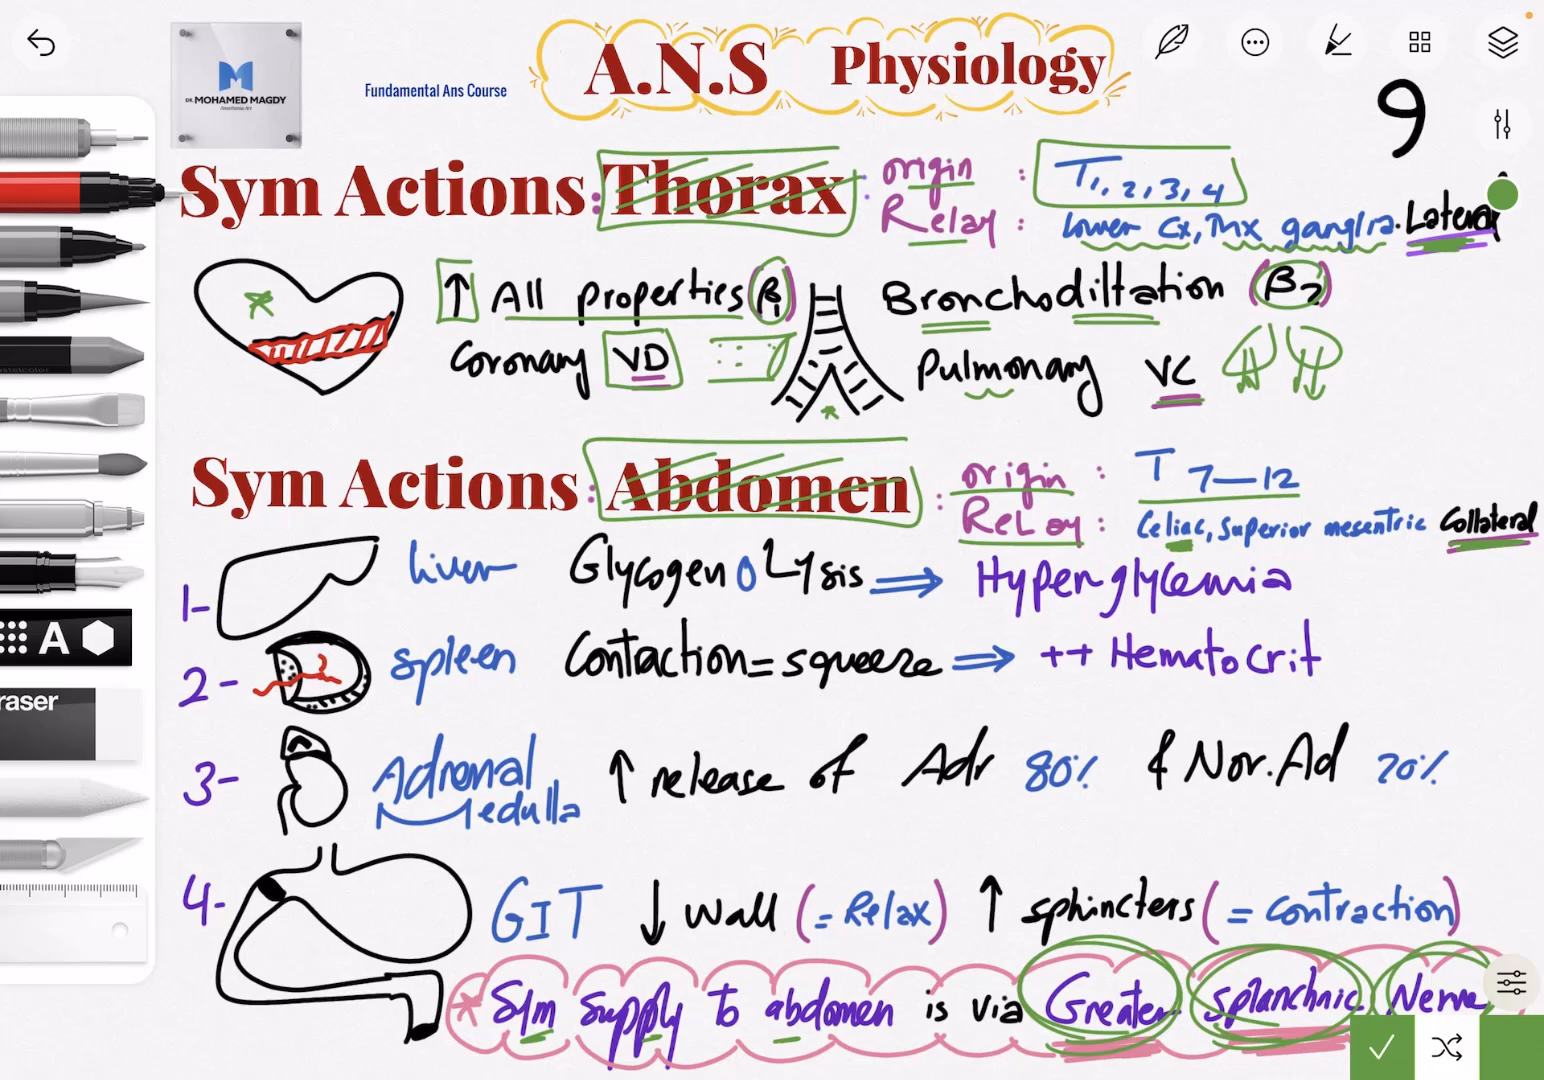 A.N.S Physiology
M
DR. MOHAMED MAGDY
Fundamental Ans Course
9
Sym Actions : Thorax : origin : T1, 2, 3, 4
Relay : Lower Cx, Thx ganglia. Lateral
↑ All properties (β1)
Bronchodiltation (β2)
Coronary VD
Pulmonary VC
Sym Actions : Abdomen : origin : T 7—12
Relay : Celiac, Superior mesentric Collateral
1- liver GlycogenOLysis ⇒ Hyperglycemia
2- spleen Contaction = squeeze ⇒ ++ Hematocrit
3- Adrenal Medulla ↑ release of Adr 80% & Nor.Ad 20%
4- GIT ↓ wall (= Relax) ↑ sphincters (= contraction)
* Sym supply to abdomen is via Greater splanchnic Nerve
A
raser